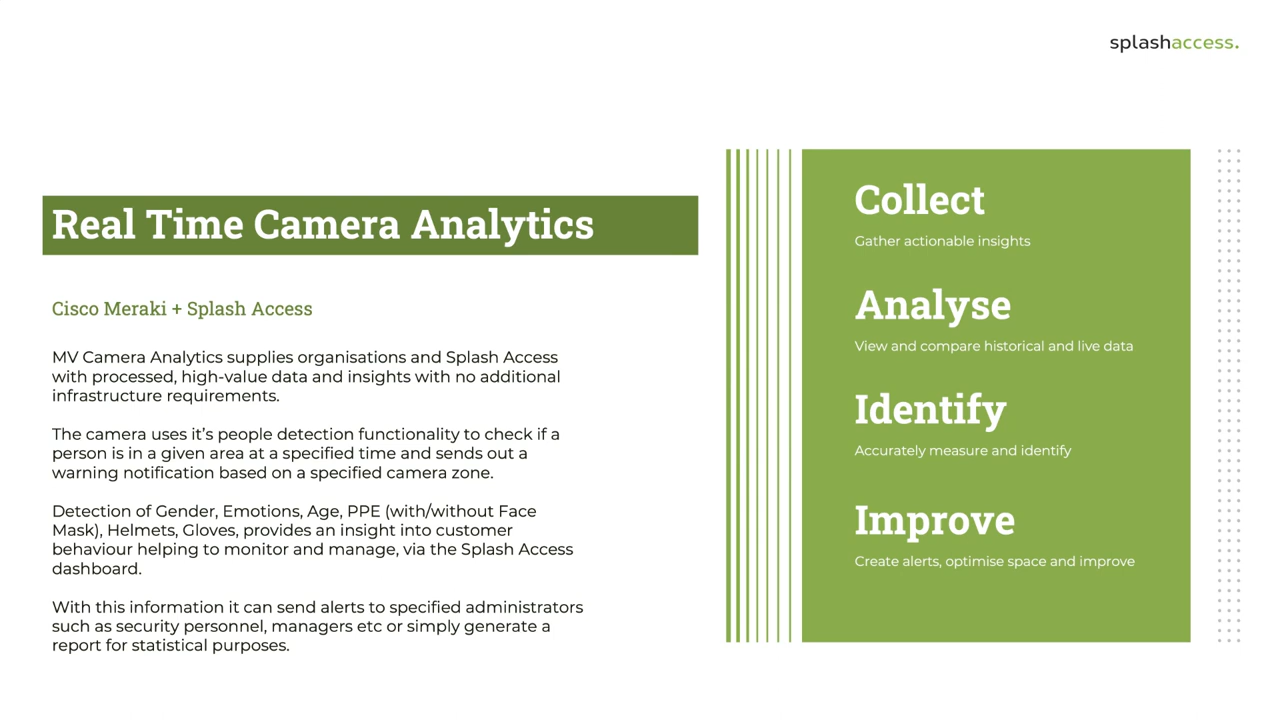 splashaccess.
Real Time Camera Analytics
Cisco Meraki + Splash Access
MV Camera Analytics supplies organisations and Splash Access
with processed, high-value data and insights with no additional
infrastructure requirements.
The camera uses it’s people detection functionality to check if a
person is in a given area at a specified time and sends out a
warning notification based on a specified camera zone.
Detection of Gender, Emotions, Age, PPE (with/without Face
Mask), Helmets, Gloves, provides an insight into customer
behaviour helping to monitor and manage, via the Splash Access
dashboard.
With this information it can send alerts to specified administrators
such as security personnel, managers etc or simply generate a
report for statistical purposes.
Collect
Gather actionable insights
Analyse
View and compare historical and live data
Identify
Accurately measure and identify
Improve
Create alerts, optimise space and improve